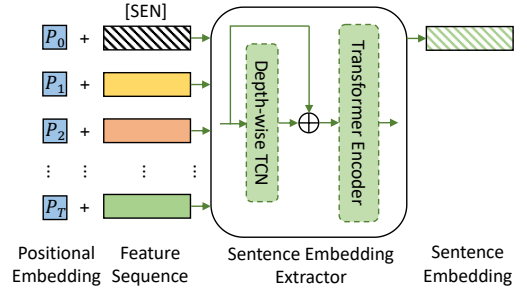 [SEN]
P0 +
P1 +
P2 +
⋮ ⋮ ⋮ ⋮
PT +
Depth-wise TCN
Transformer Encoder
Positional Embedding
Feature Sequence
Sentence Embedding Extractor
Sentence Embedding